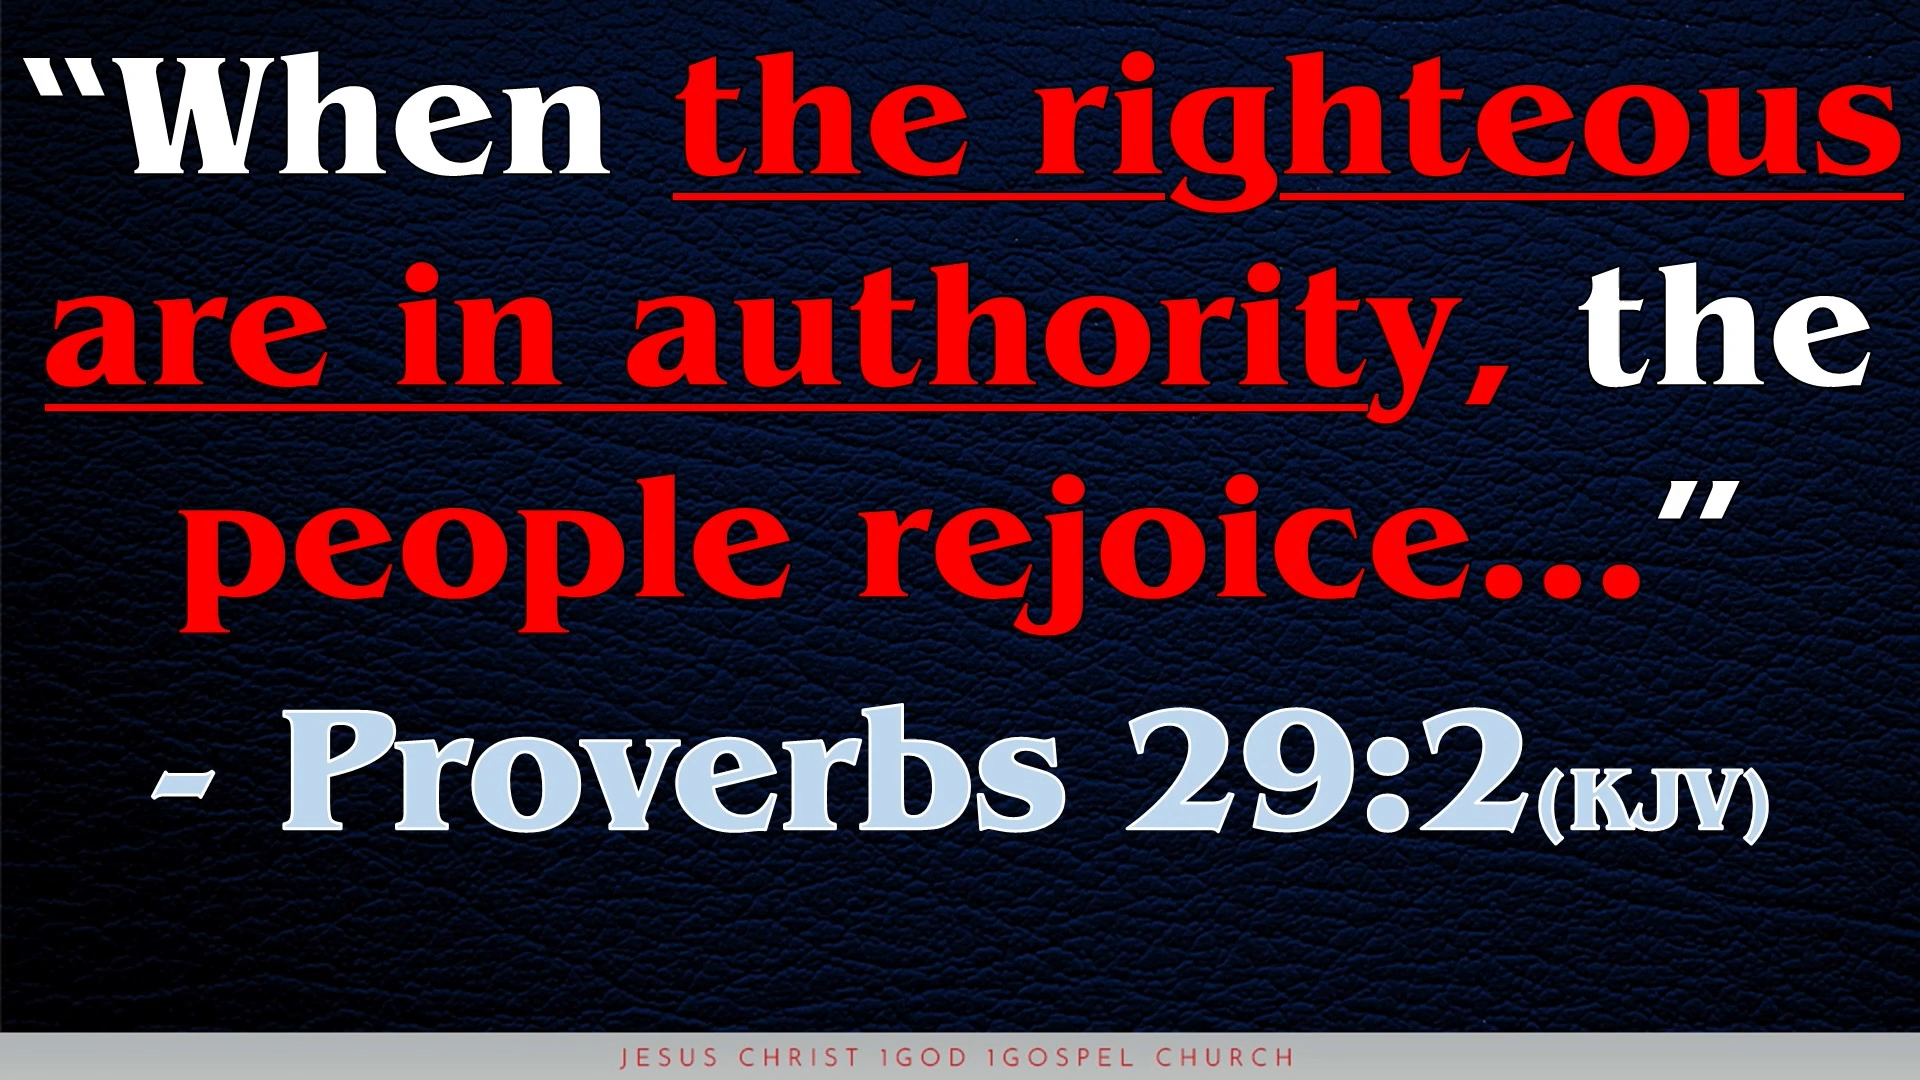 “When the righteous
are in authority, the
people rejoice...”
- Proverbs 29:2(KJV)
JESUS CHRIST 1GOD 1GOSPEL CHURCH